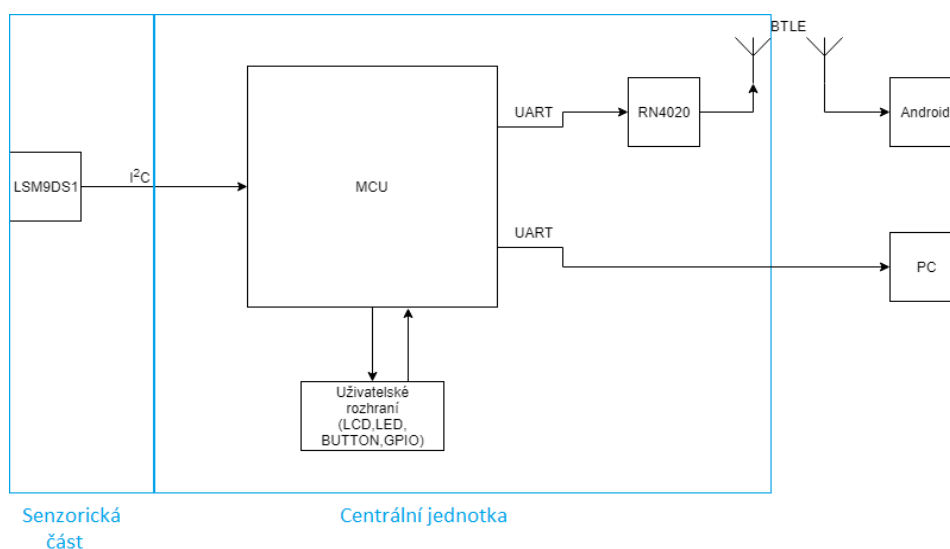 BTLE
UART
RN4020
Android
LSM9DS1
I²C
MCU
UART
PC
Uživatelské
rozhraní
(LCD,LED,
BUTTON,GPIO)
Senzorická
část
Centrální jednotka